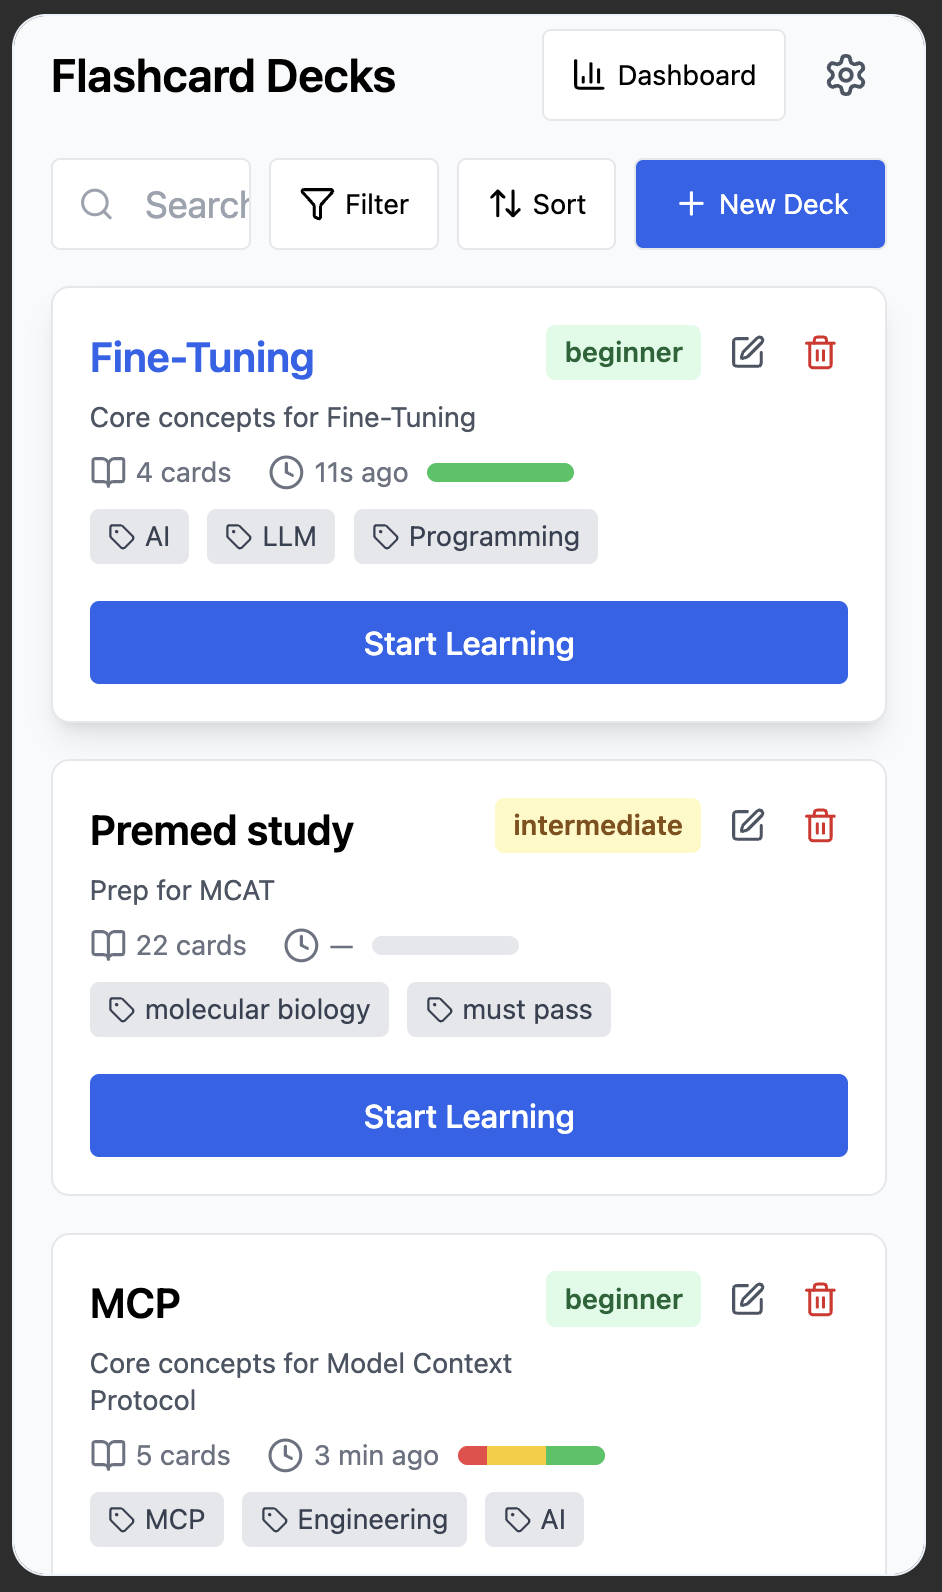 Flashcard Decks
Dashboard
Search
Filter
Sort
New Deck
Fine-Tuning
beginner
Core concepts for Fine-Tuning
4 cards
11s ago
AI
LLM
Programming
Start Learning
Premed study
intermediate
Prep for MCAT
22 cards
—
molecular biology
must pass
Start Learning
MCP
beginner
Core concepts for Model Context
Protocol
5 cards
3 min ago
MCP
Engineering
AI